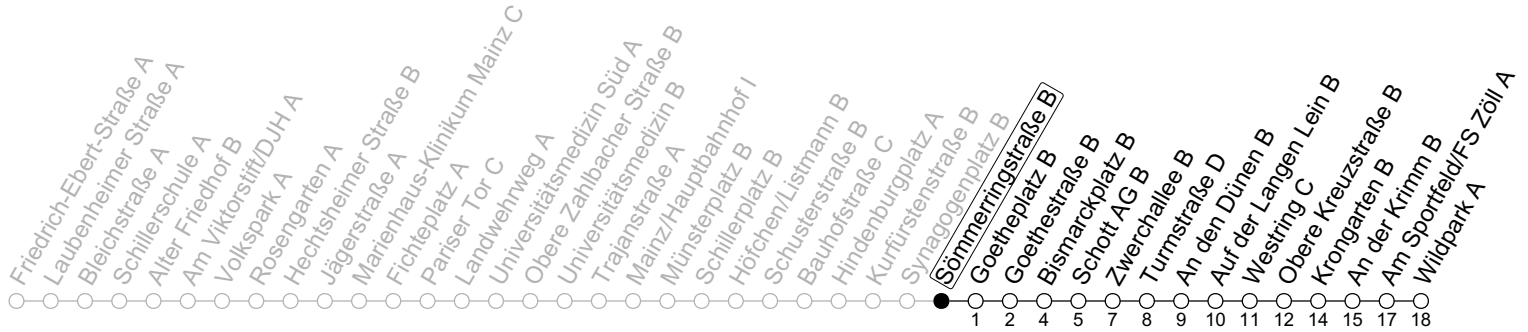 Friedrich-Ebert-Straße A
Laubenheimer Straße A
Bleichstraße A
Schillerschule A
Alter Friedhof B
Am Viktorstift/DJH A
Volkspark A
Rosengarten A
Hechtsheimer Straße B
Jägerstraße A
Marienhaus-Klinikum Mainz C
Fichteplatz A
Pariser Tor C
Landwehrweg A
Universitätsmedizin Süd A
Obere Zahlbacher Straße B
Universitätsmedizin B
Trajanstraße A
Mainz/Hauptbahnhof I
Münsterplatz B
Schillerplatz B
Höfchen/Listmann B
Schusterstraße B
Bauhofstraße C
Hindenburgplatz A
Kurfürstenstraße B
Synagogenplatz B
Sömmerringstraße B
Goetheplatz B
Goethestraße B
Bismarckplatz B
Schott AG B
Zwerchallee B
Turmstraße D
An den Dünen B
Auf der Langen Lein B
Westring C
Obere Kreuzstraße B
Krongarten B
An der Krimm B
Am Sportfeld/FS Zöll A
Wildpark A
1 2 4 5 7 8 9 10 11 12 14 15 17 18